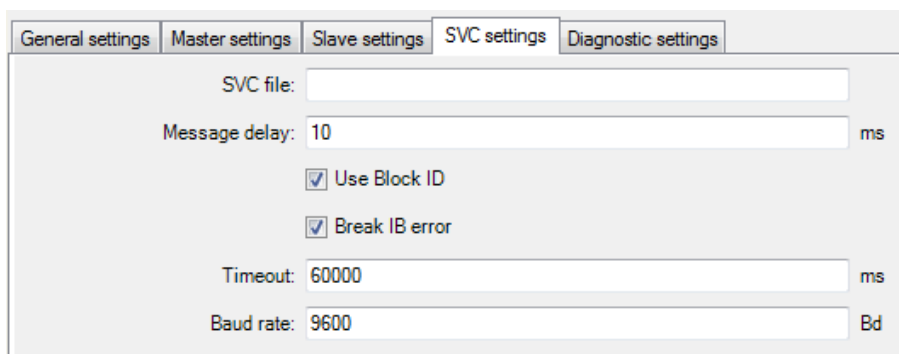 General settings Master settings Slave settings SVC settings Diagnostic settings
SVC file:
Message delay: 10 ms
Use Block ID
Break IB error
Timeout: 60000 ms
Baud rate: 9600 Bd